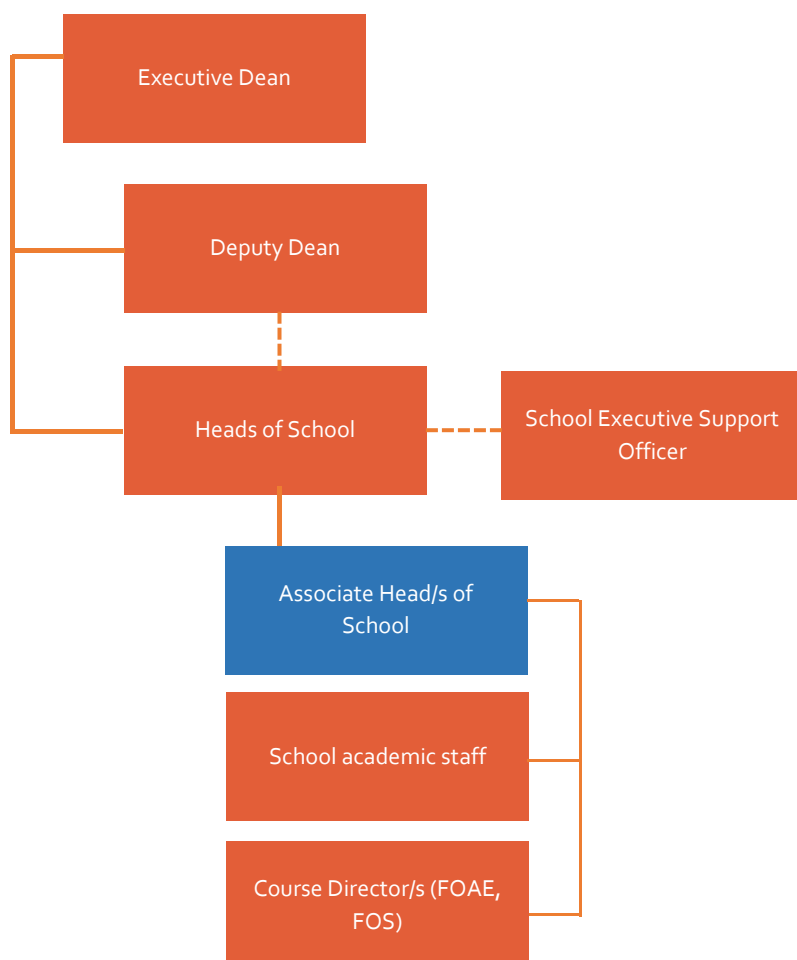 Executive Dean
Deputy Dean
Heads of School
School Executive Support
Officer
Associate Head/s of
School
School academic staff
Course Director/s (FOAE,
FOS)